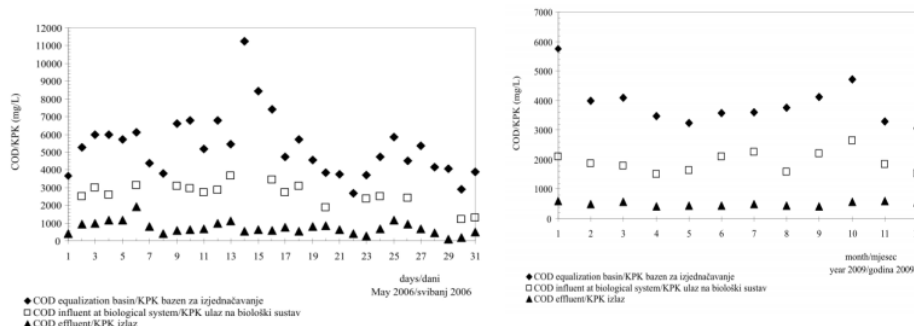 12000
11000
10000
9000
8000
7000
6000
5000
4000
3000
2000
1000
0
COD/KPK (mg/L)
1 3 5 7 9 11 13 15 17 19 21 23 25 27 29 31
days/dani
May 2006/svibanj 2006
◆ COD equalization basin/KPK bazen za izjednačavanje
□ COD influent at biological system/KPK ulaz na biološki sustav
▲ COD effluent/KPK izlaz
7000
6000
5000
4000
3000
2000
1000
0
COD/KPK (mg/L)
1 2 3 4 5 6 7 8 9 10 11
month/mjesec
year 2009/godina 2009
◆ COD equalization basin/KPK bazen za izjednačavanje
□ COD influent at biological system/KPK ulaz na biološki sustav
▲ COD effluent/KPK izlaz